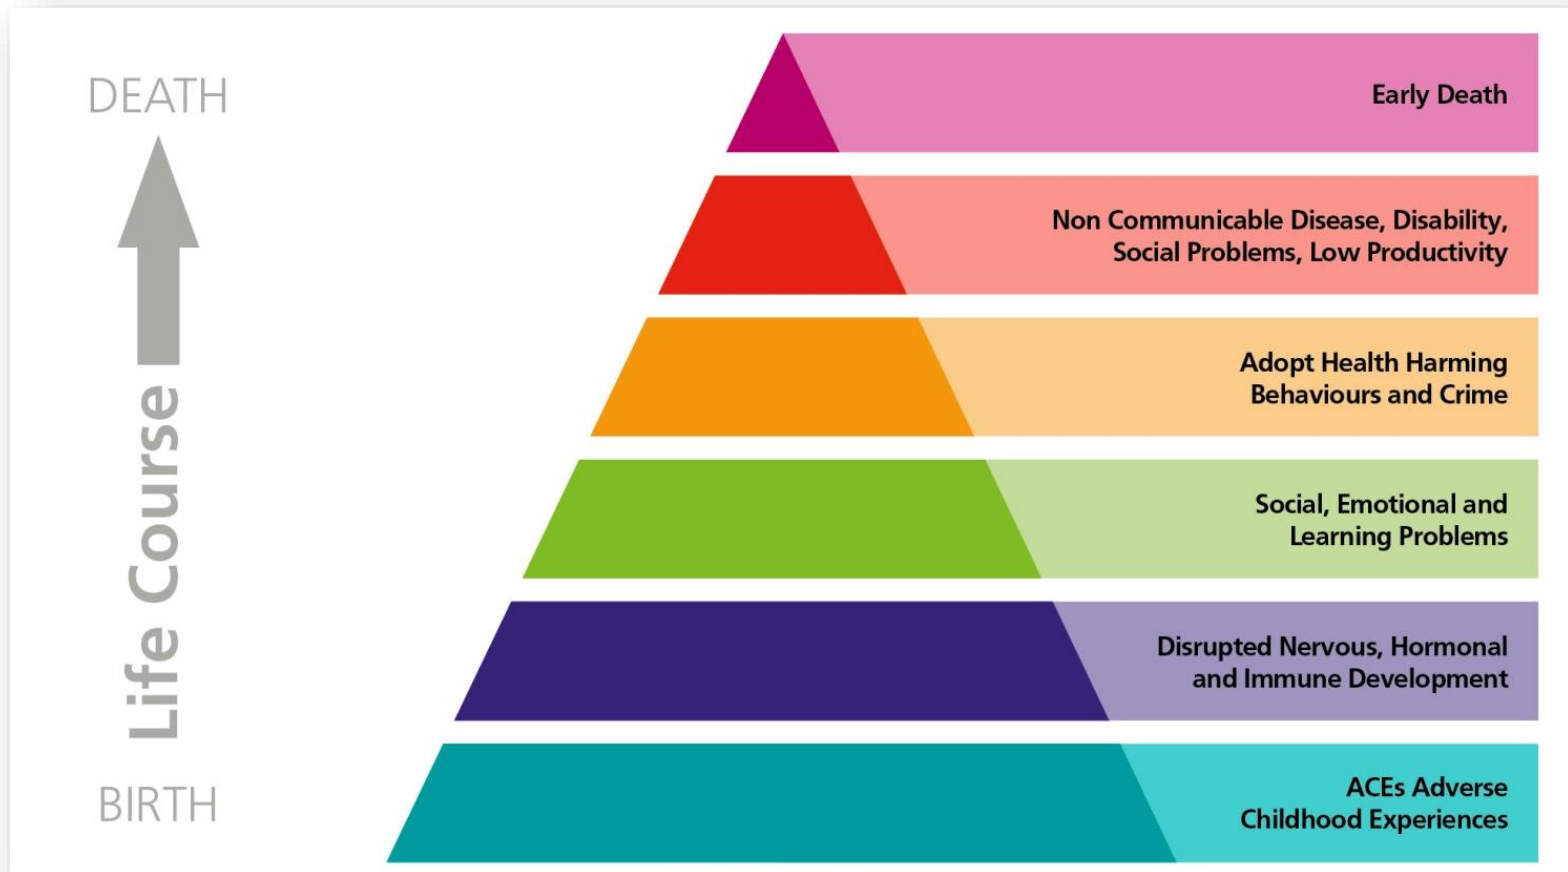 DEATH
Life Course
BIRTH
Early Death
Non Communicable Disease, Disability,
Social Problems, Low Productivity
Adopt Health Harming
Behaviours and Crime
Social, Emotional and
Learning Problems
Disrupted Nervous, Hormonal
and Immune Development
ACEs Adverse
Childhood Experiences